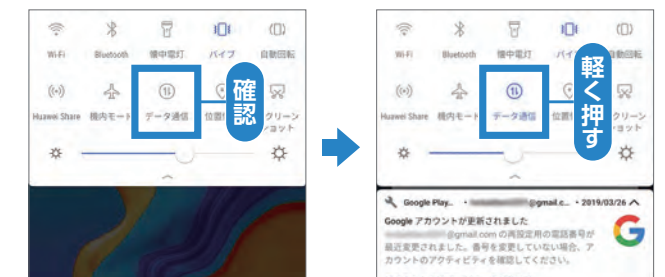 Wi-Fi Bluetooth 懐中電灯 バイブ 自動回転
Huawei Share 機内モード データ通信 位置 クリーン
ショット
確認
Wi-Fi Bluetooth 懐中電灯 バイブ 自動回転
Huawei Share 機内モード データ通信 位置 クリーン
ショット
軽く押す
Google Play.. ・ @gmail.c... ・ 2019/03/26
Google アカウントが更新されました
@gmail.com の再設定用の電話番号が
最近変更されました。番号を変更していない場合、ア
カウントのアクティビティを確認してください。